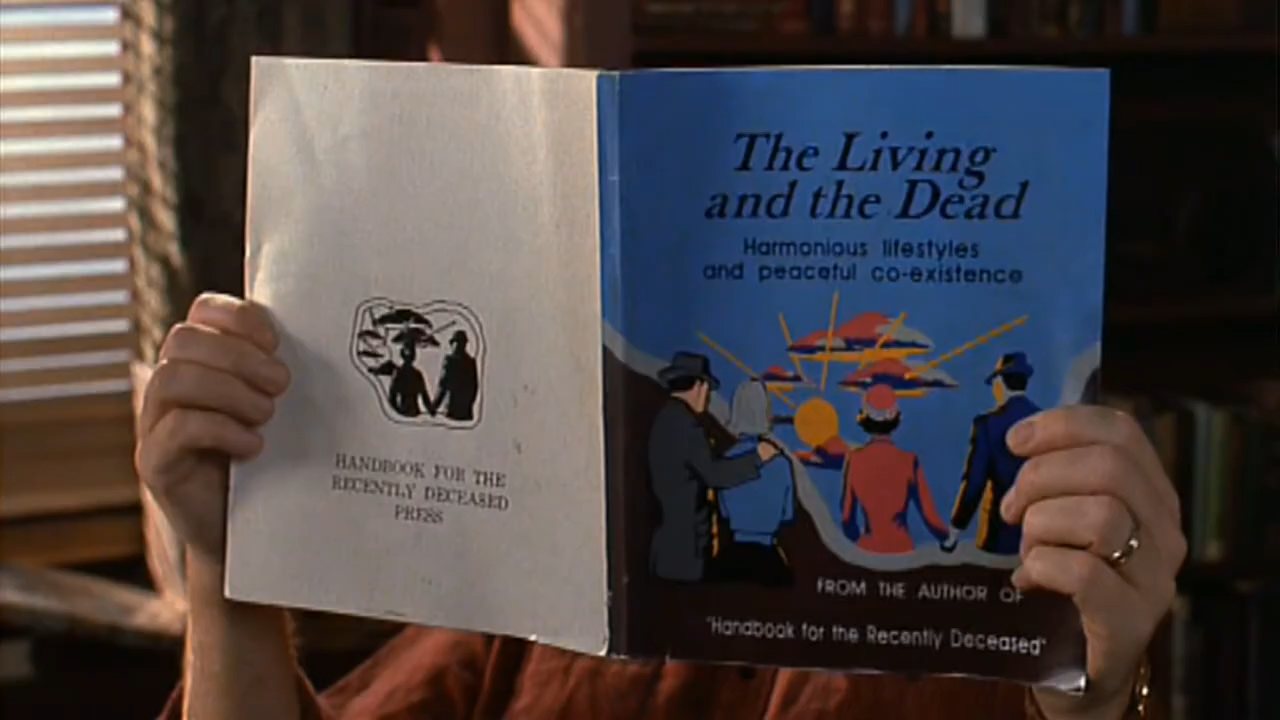 HANDBOOK FOR THE
RECENTLY DECEASED
PRESS
The Living
and the Dead
Harmonious lifestyles
and peaceful co-existence
FROM THE AUTHOR OF
"Handbook for the Recently Deceased"